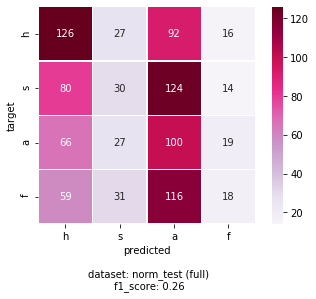 h 126 27 92 16
s 80 30 124 14
a 66 27 100 19
f 59 31 116 18
target
h s a f
predicted
120
100
80
60
40
20
dataset: norm_test (full)
f1_score: 0.26